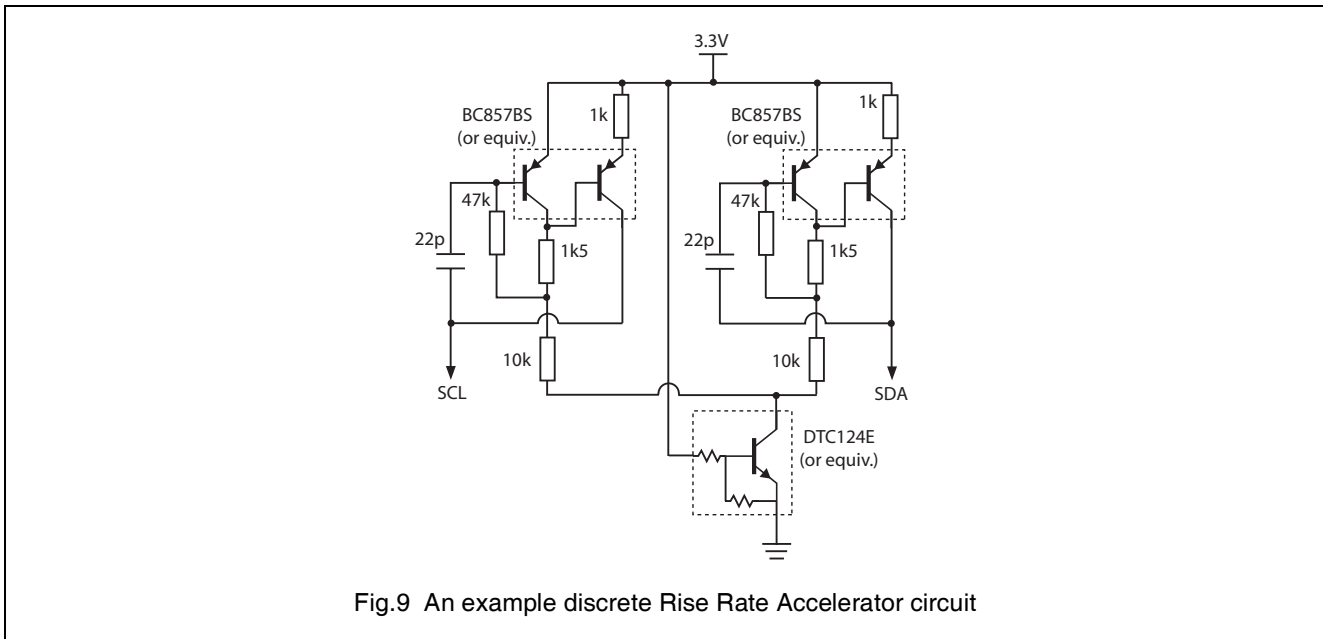 3.3V
BC857BS
(or equiv.)
1k
BC857BS
(or equiv.)
1k
47k
47k
22p
1k5
22p
1k5
10k
10k
SCL
SDA
DTC124E
(or equiv.)
Fig.9 An example discrete Rise Rate Accelerator circuit